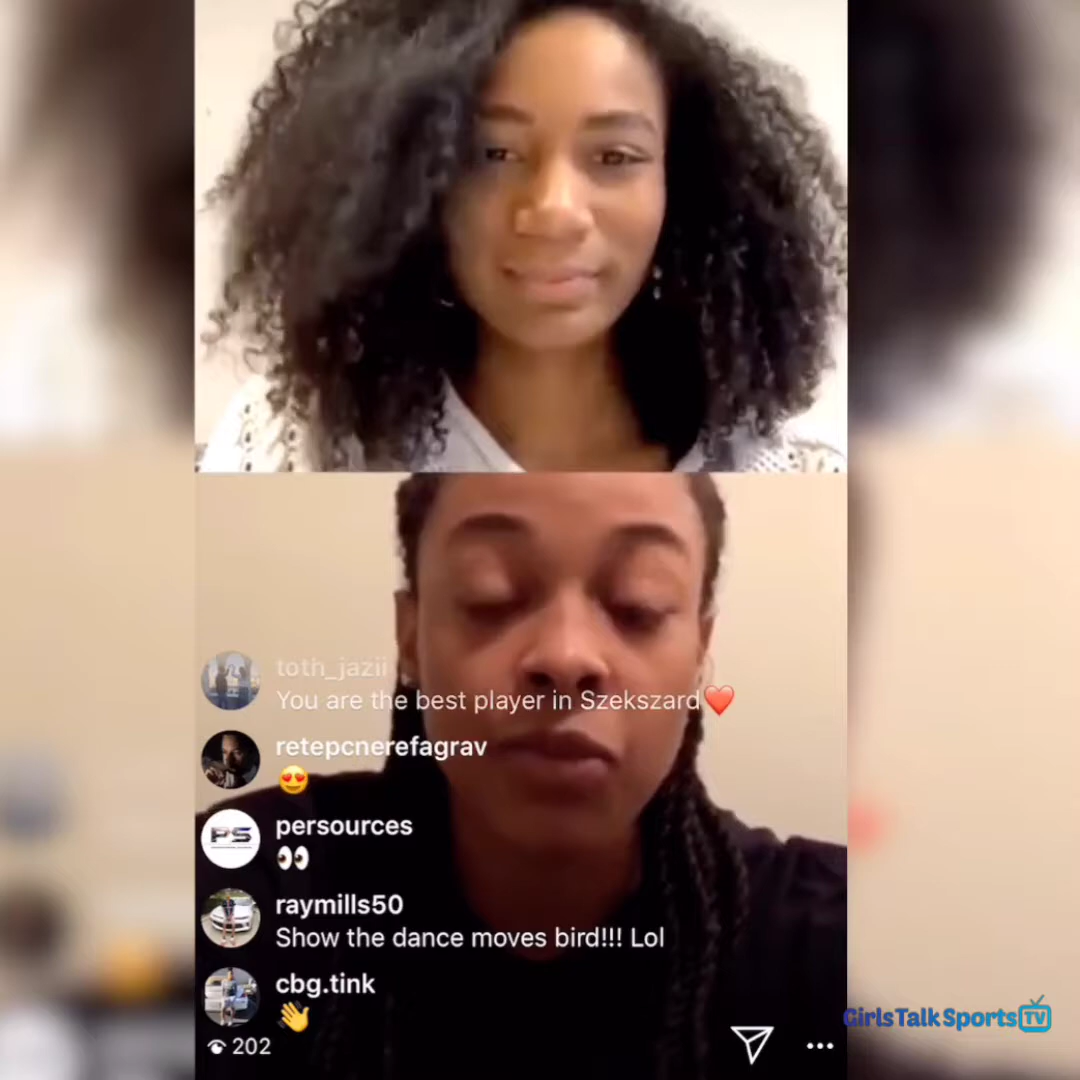 toth_jazii
You are the best player in Szekszard❤️
retepcnerefagrav
😍
PS
persources
👀
raymills50
Show the dance moves bird!!! Lol
cbg.tink
👋
202
GirlsTalkSportsTV